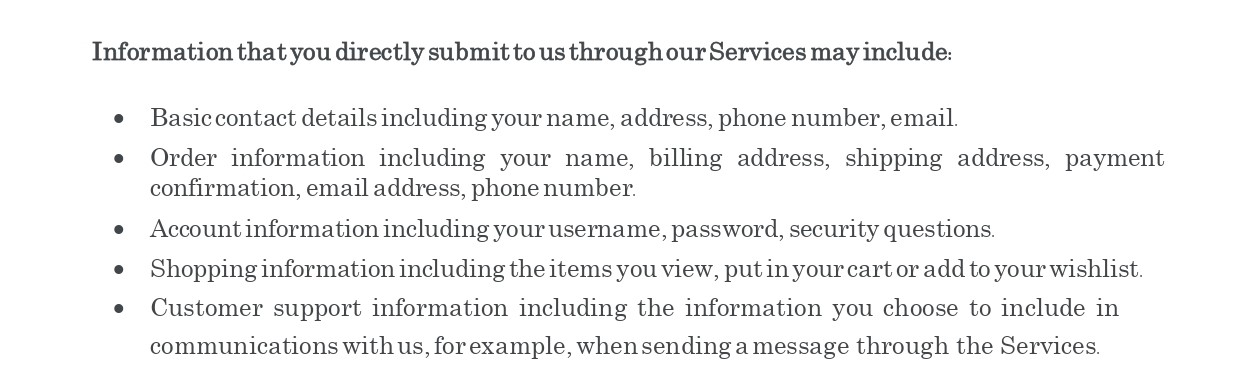 Information that you directly submit to us through our Services may include:
• Basic contact details including your name, address, phone number, email.
• Order information including your name, billing address, shipping address, payment
confirmation, email address, phone number.
• Account information including your username, password, security questions.
• Shopping information including the items you view, put in your cart or add to your wishlist.
• Customer support information including the information you choose to include in
communications with us, for example, when sending a message through the Services.